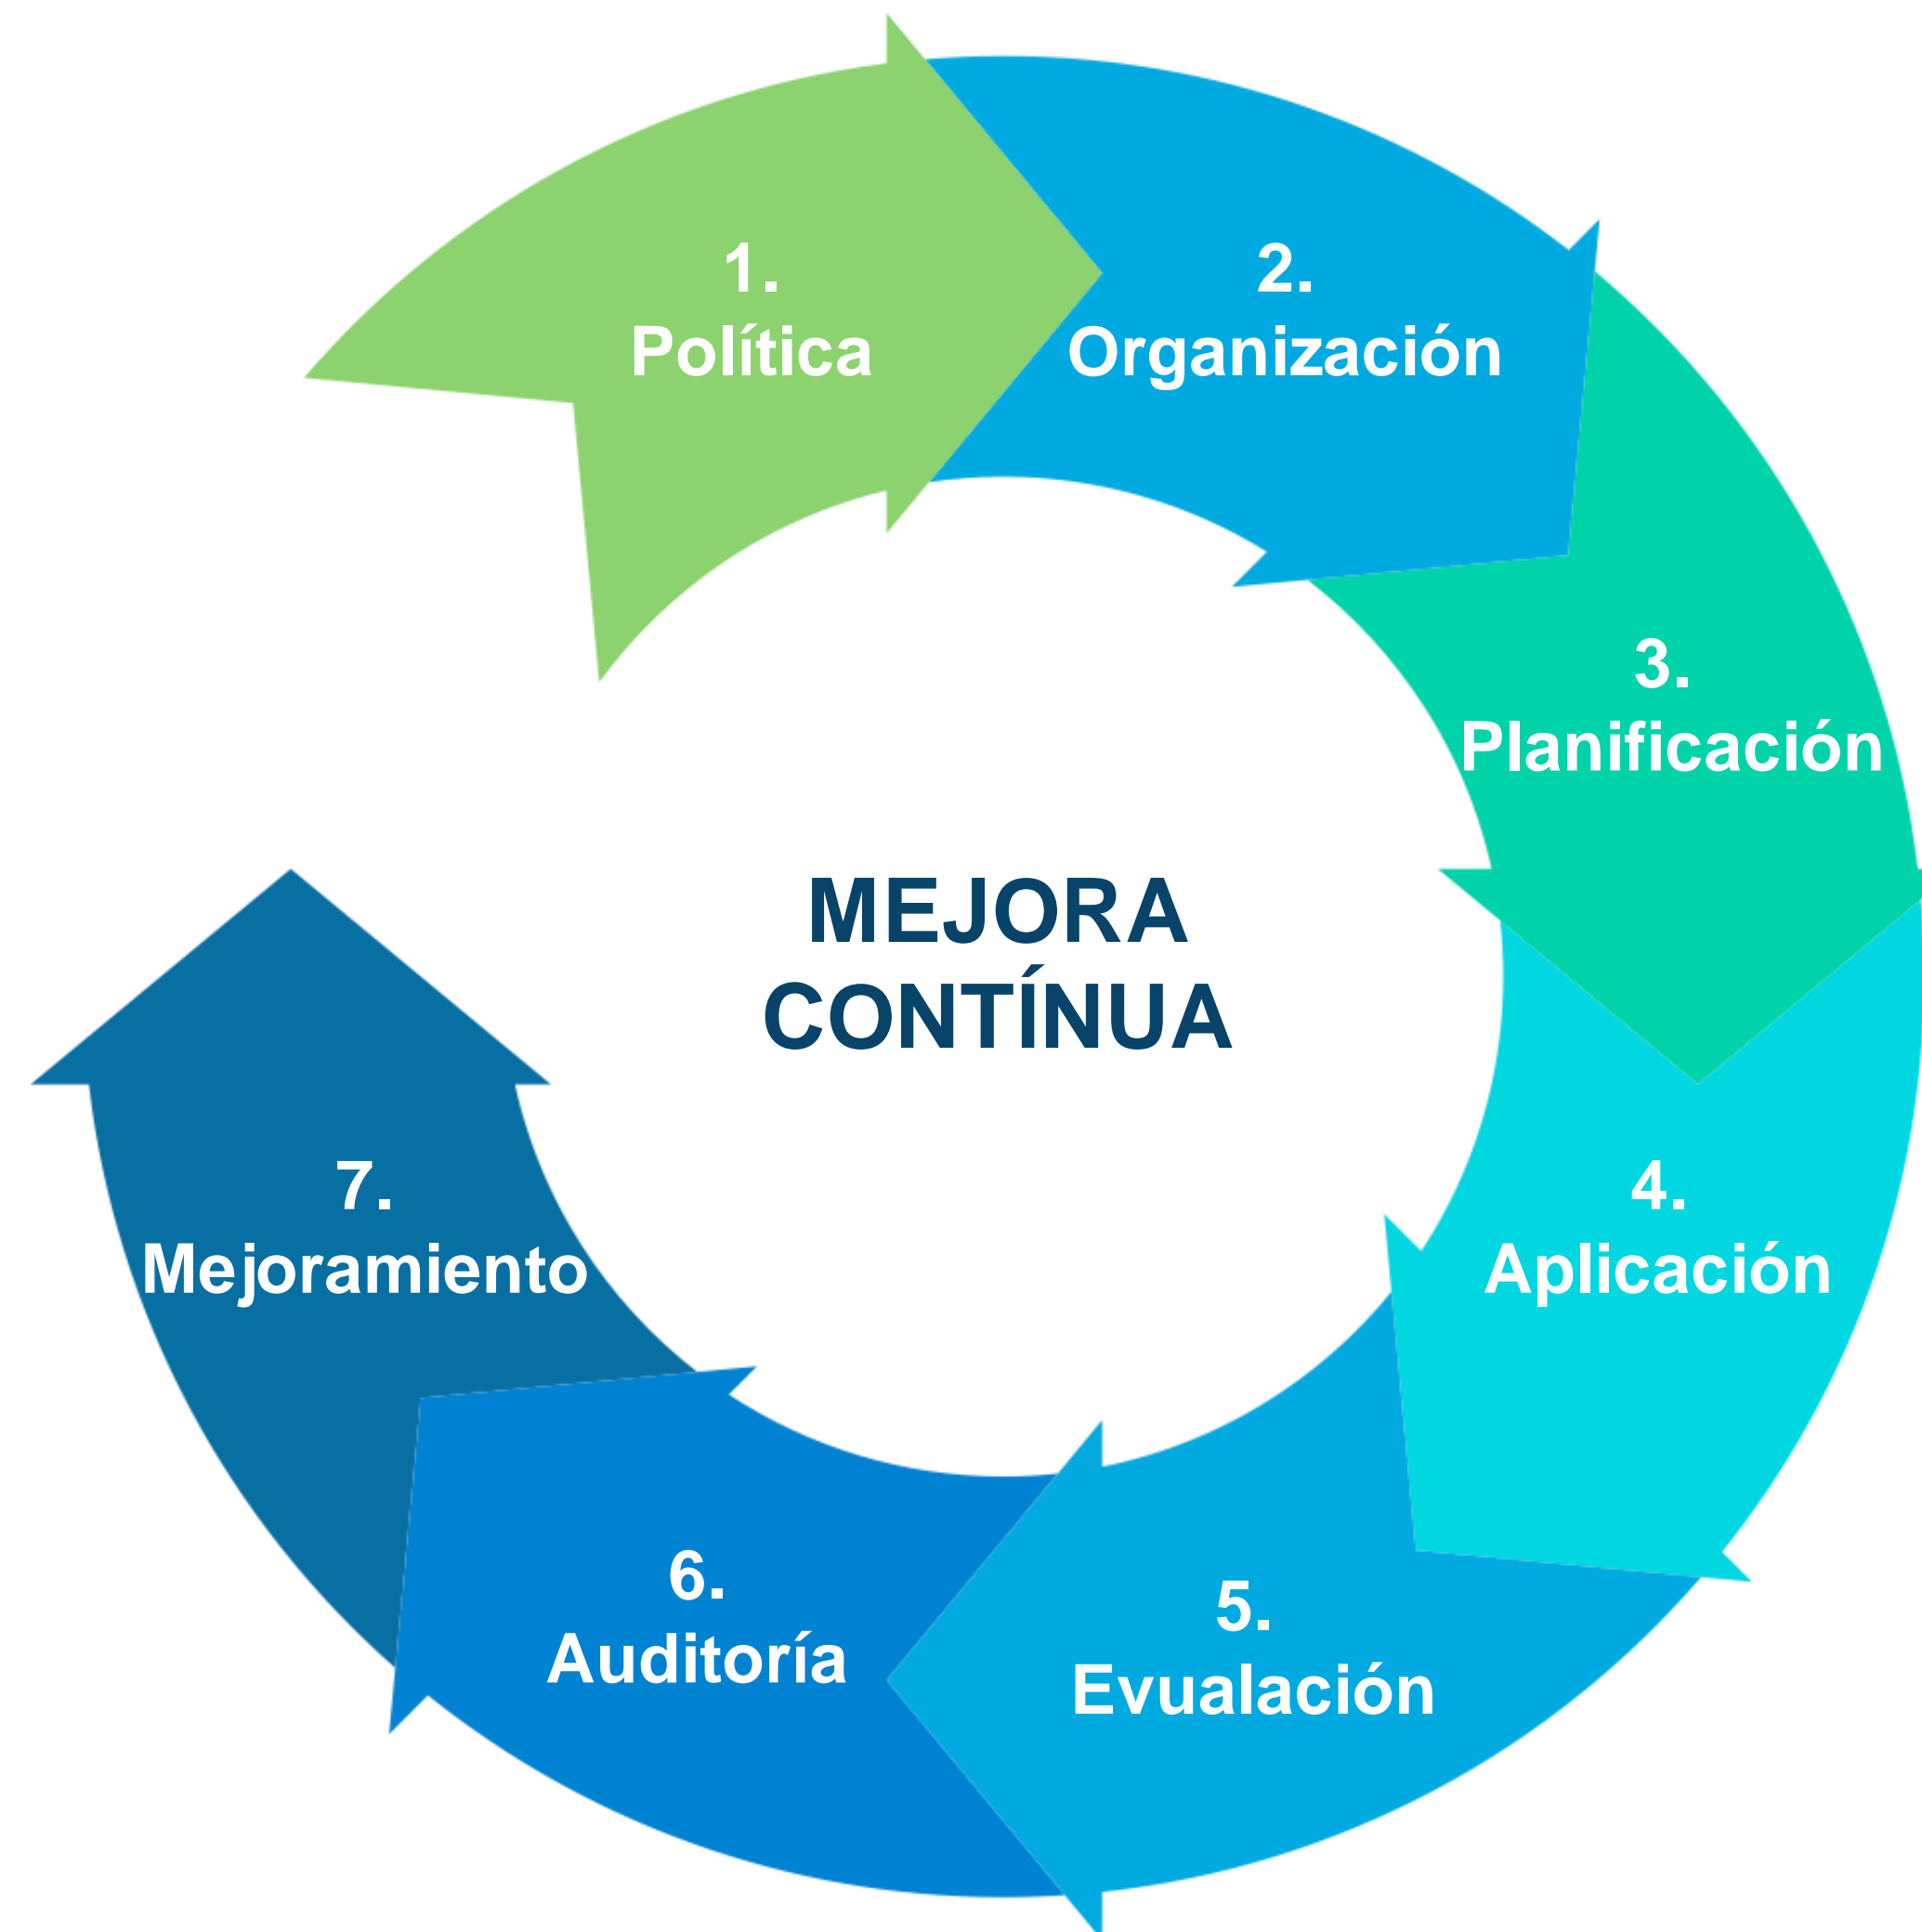 1.
Política
2.
Organización
3.
Planificación
MEJORA
CONTÍNUA
4.
Aplicación
5.
Evualación
6.
Auditoría
7.
Mejoramiento